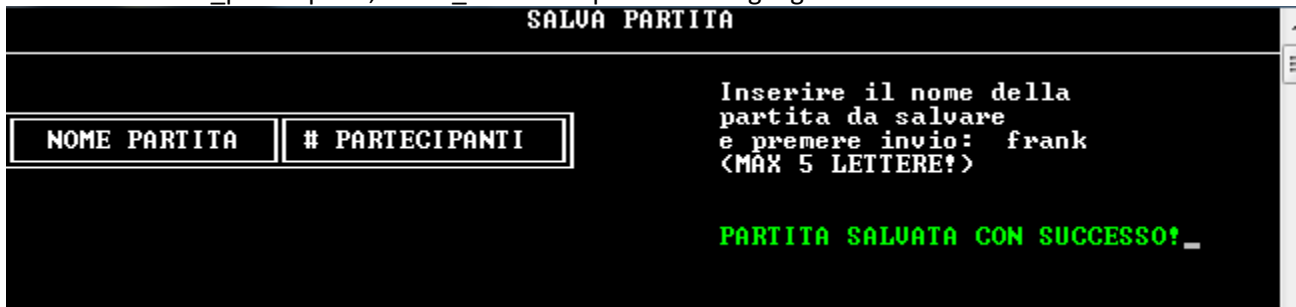 SALVA PARTITA
NOME PARTITA # PARTECIPANTI
Inserire il nome della
partita da salvare
e premere invio: frank
(MAX 5 LETTERE!)
PARTITA SALVATA CON SUCCESSO!_